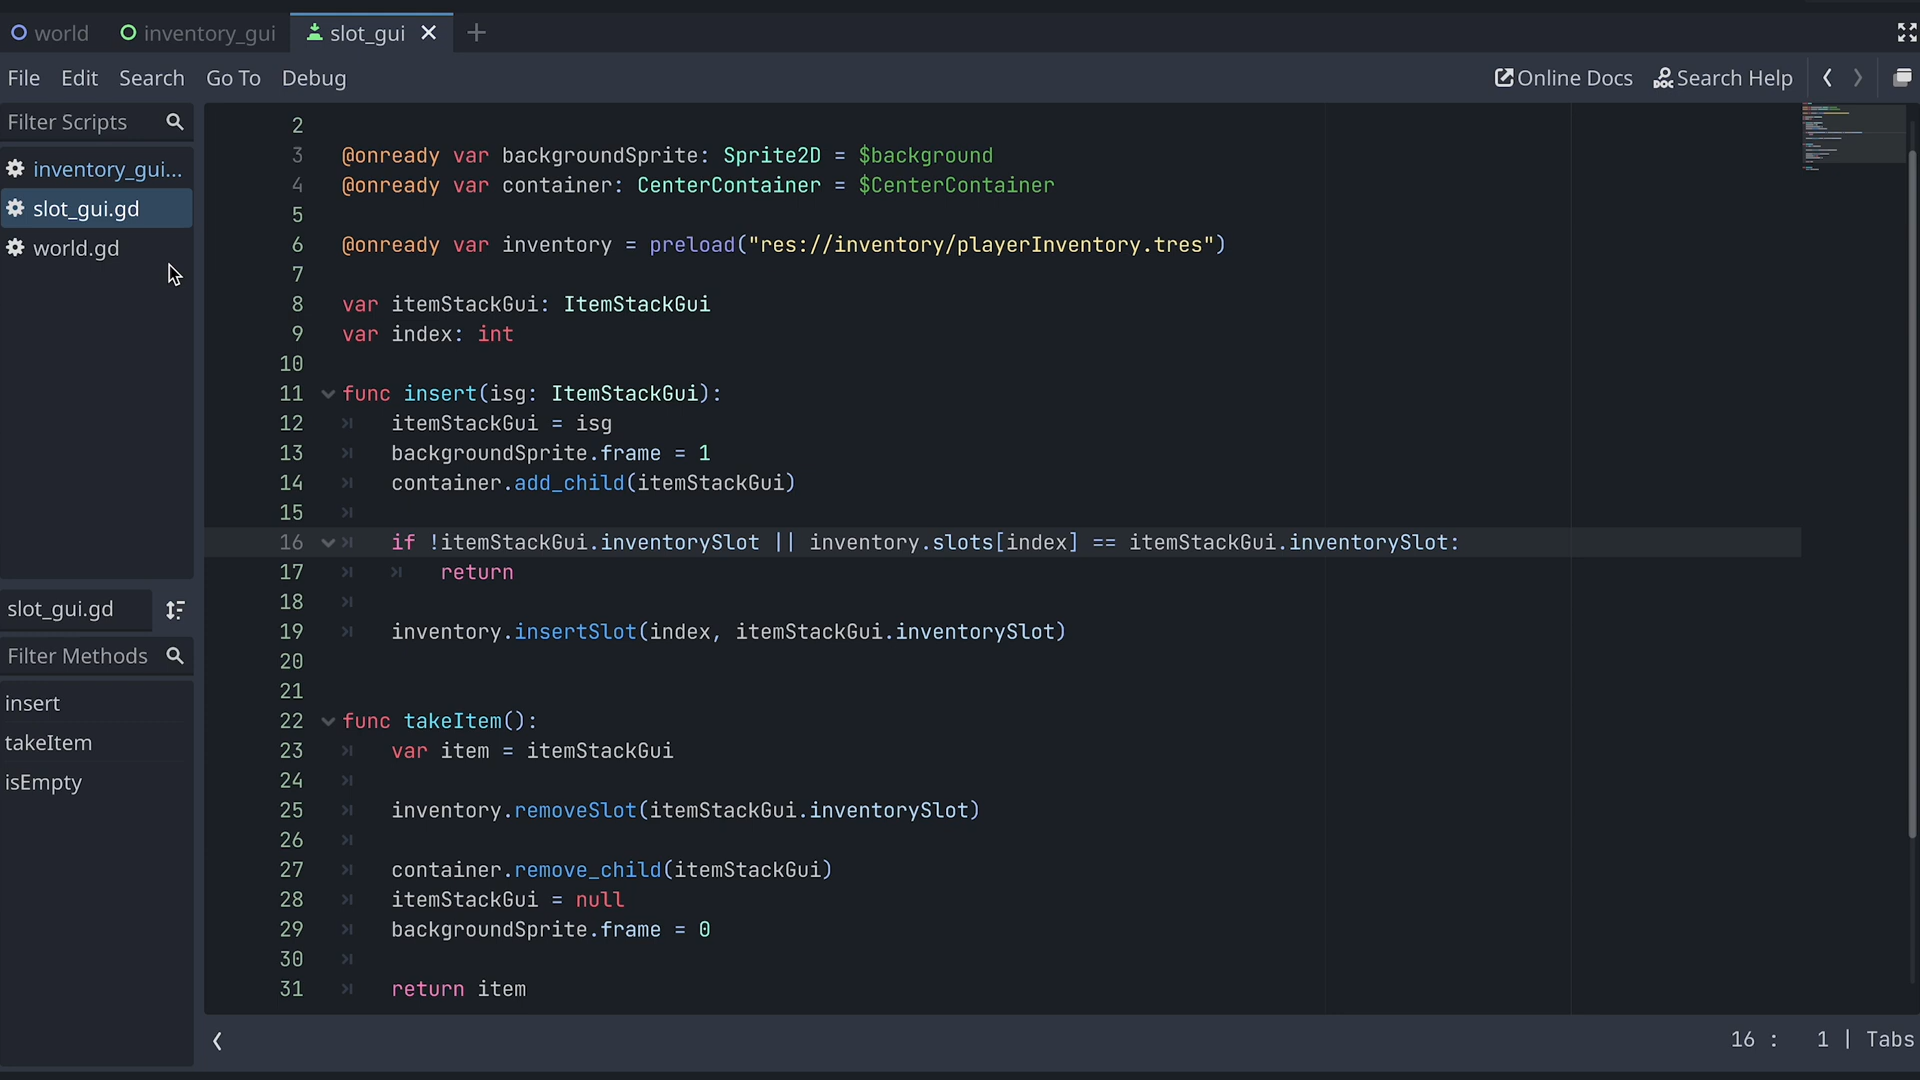 world
inventory_gui
slot_gui
File
Edit
Search
Go To
Debug
Online Docs
Search Help
Filter Scripts
inventory_gui...
slot_gui.gd
world.gd
slot_gui.gd
Filter Methods
insert
takeItem
isEmpty
2
3 @onready var backgroundSprite: Sprite2D = $background
4 @onready var container: CenterContainer = $CenterContainer
5
6 @onready var inventory = preload("res://inventory/playerInventory.tres")
7
8 var itemStackGui: ItemStackGui
9 var index: int
10
11 func insert(isg: ItemStackGui):
12 itemStackGui = isg
13 backgroundSprite.frame = 1
14 container.add_child(itemStackGui)
15
16 if !itemStackGui.inventorySlot || inventory.slots[index] == itemStackGui.inventorySlot:
17 return
18
19 inventory.insertSlot(index, itemStackGui.inventorySlot)
20
21
22 func takeItem():
23 var item = itemStackGui
24
25 inventory.removeSlot(itemStackGui.inventorySlot)
26
27 container.remove_child(itemStackGui)
28 itemStackGui = null
29 backgroundSprite.frame = 0
30
31 return item
16 : 1 | Tabs